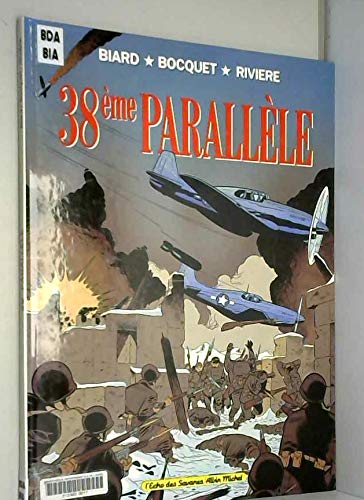 BDA
BIA
BIARD ★ BOCQUET ★ RIVIERE
38ème PARALLÈLE
l'Echo des Savanes Albin Michel